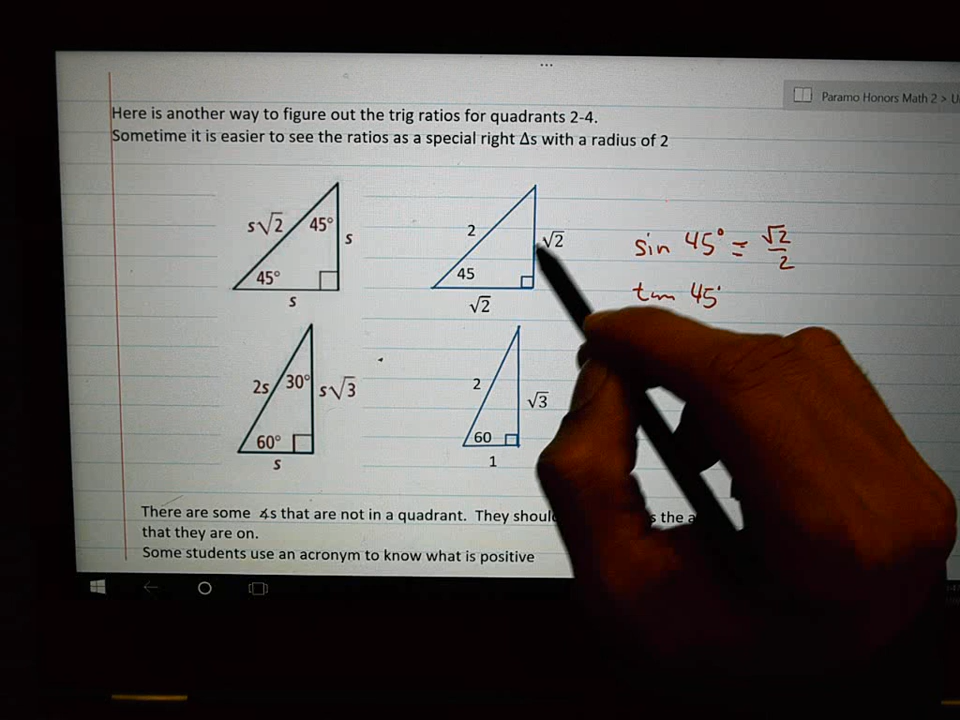 ...
Paramo Honors Math 2 > U
Here is another way to figure out the trig ratios for quadrants 2-4.
Sometime it is easier to see the ratios as a special right Δs with a radius of 2
s√2 45° s
45°
s
2 √2
45
√2
sin 45° = √2/2
tan 45°
2s 30° s√3
60°
s
2 √3
60
1
There are some ∡s that are not in a quadrant. They the
that they are on.
Some students use an acronym to know what is positive